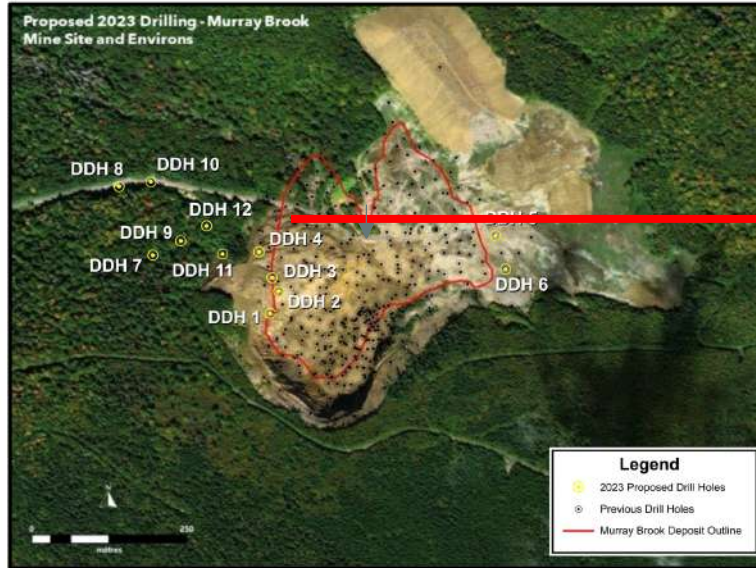 Proposed 2023 Drilling - Murray Brook
Mine Site and Environs
DDH 8
DDH 10
DDH 12
DDH 9
DDH 7
DDH 11
DDH 4
DDH 3
DDH 2
DDH 1
DDH 6
N
0
250
metres
Legend
2023 Proposed Drill Holes
Previous Drill Holes
Murray Brook Deposit Outline